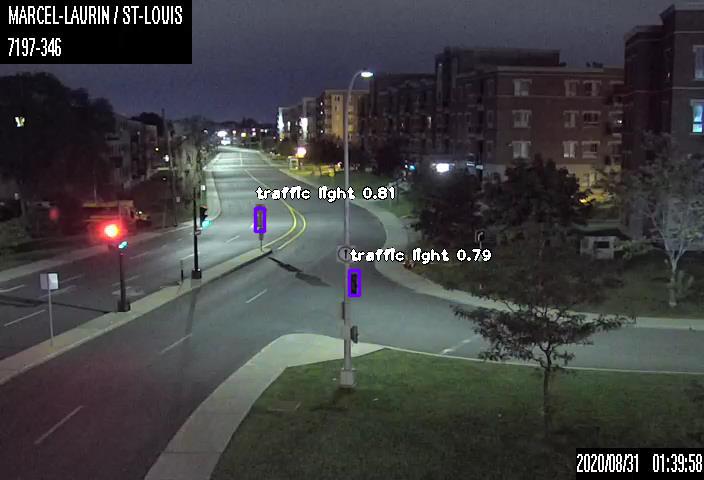 MARCEL-LAURIN / ST-LOUIS
7197-346
traffic light 0.81
traffic light 0.79
2020/08/31 01:39:58